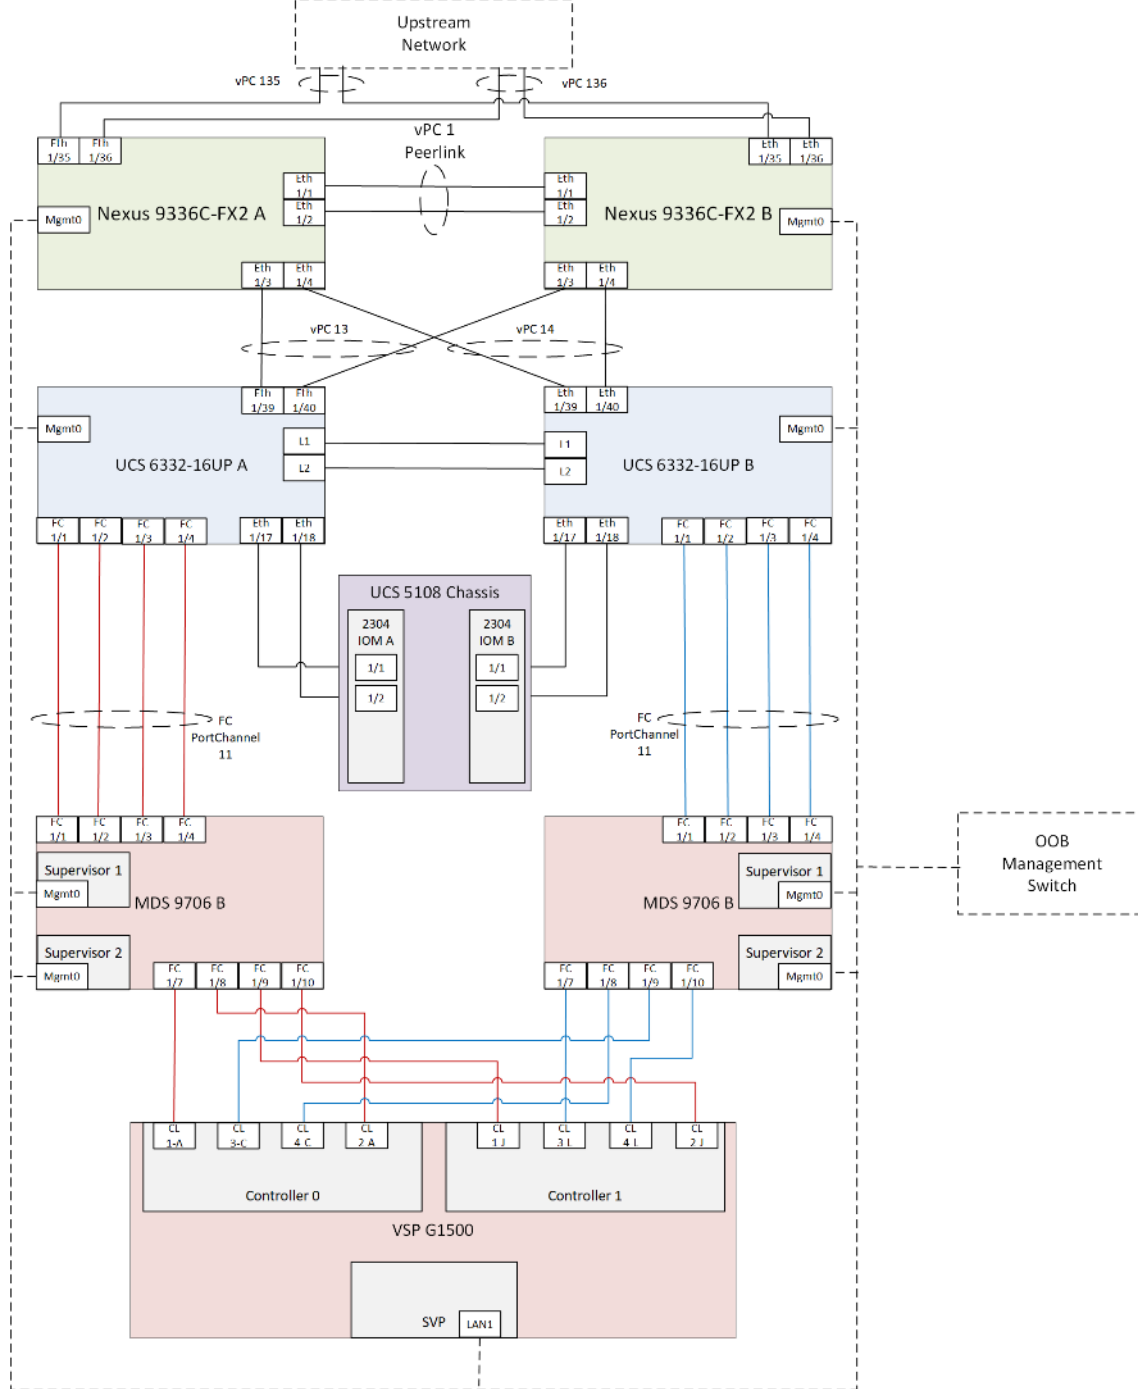 Upstream
Network
vPC 135
vPC 136
vPC 1
Peerlink
Eth
1/35
Eth
1/36
Eth
1/35
Eth
1/36
Eth
1/1
Eth
1/2
Eth
1/1
Eth
1/2
Mgmt0
Nexus 9336C-FX2 A
Nexus 9336C-FX2 B
Mgmt0
Eth
1/3
Eth
1/4
Eth
1/3
Eth
1/4
vPC 13
vPC 14
Eth
1/39
Eth
1/40
Eth
1/39
Eth
1/40
Mgmt0
Mgmt0
L1
L2
L1
L2
UCS 6332-16UP A
UCS 6332-16UP B
FC
1/1
FC
1/2
FC
1/3
FC
1/4
Eth
1/17
Eth
1/18
Eth
1/17
Eth
1/18
FC
1/1
FC
1/2
FC
1/3
FC
1/4
UCS 5108 Chassis
2304
IOM A
1/1
1/2
2304
IOM B
1/1
1/2
FC
PortChannel
11
FC
PortChannel
11
FC
1/1
FC
1/2
FC
1/3
FC
1/4
FC
1/1
FC
1/2
FC
1/3
FC
1/4
Supervisor 1
Mgmt0
MDS 9706 B
Supervisor 2
Mgmt0
MDS 9706 B
Supervisor 1
Mgmt0
Supervisor 2
Mgmt0
OOB
Management
Switch
FC
1/7
FC
1/8
FC
1/9
FC
1/10
FC
1/7
FC
1/8
FC
1/9
FC
1/10
CL
1-A
CL
3-C
CL
4-C
CL
2-A
CL
1-J
CL
3-L
CL
4-L
CL
2-J
Controller 0
Controller 1
VSP G1500
SVP
LAN1